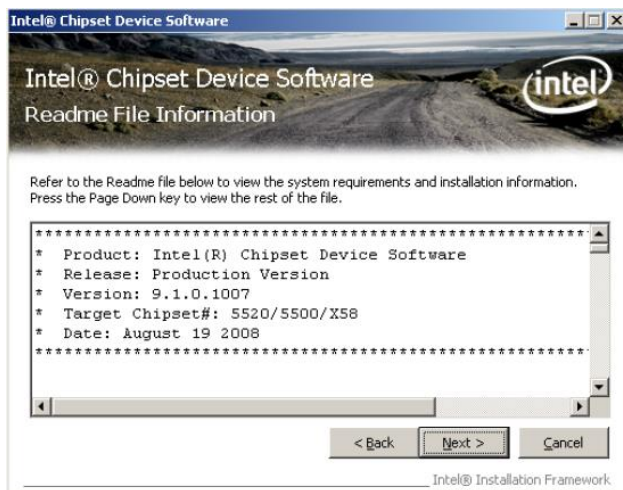 Intel® Chipset Device Software
Intel® Chipset Device Software
intel
Readme File Information
Refer to the Readme file below to view the system requirements and installation information.
Press the Page Down key to view the rest of the file.
*********************************************************
* Product: Intel(R) Chipset Device Software
* Release: Production Version
* Version: 9.1.0.1007
* Target Chipset#: 5520/5500/X58
* Date: August 19 2008
*********************************************************
< Back
Next >
Cancel
Intel® Installation Framework